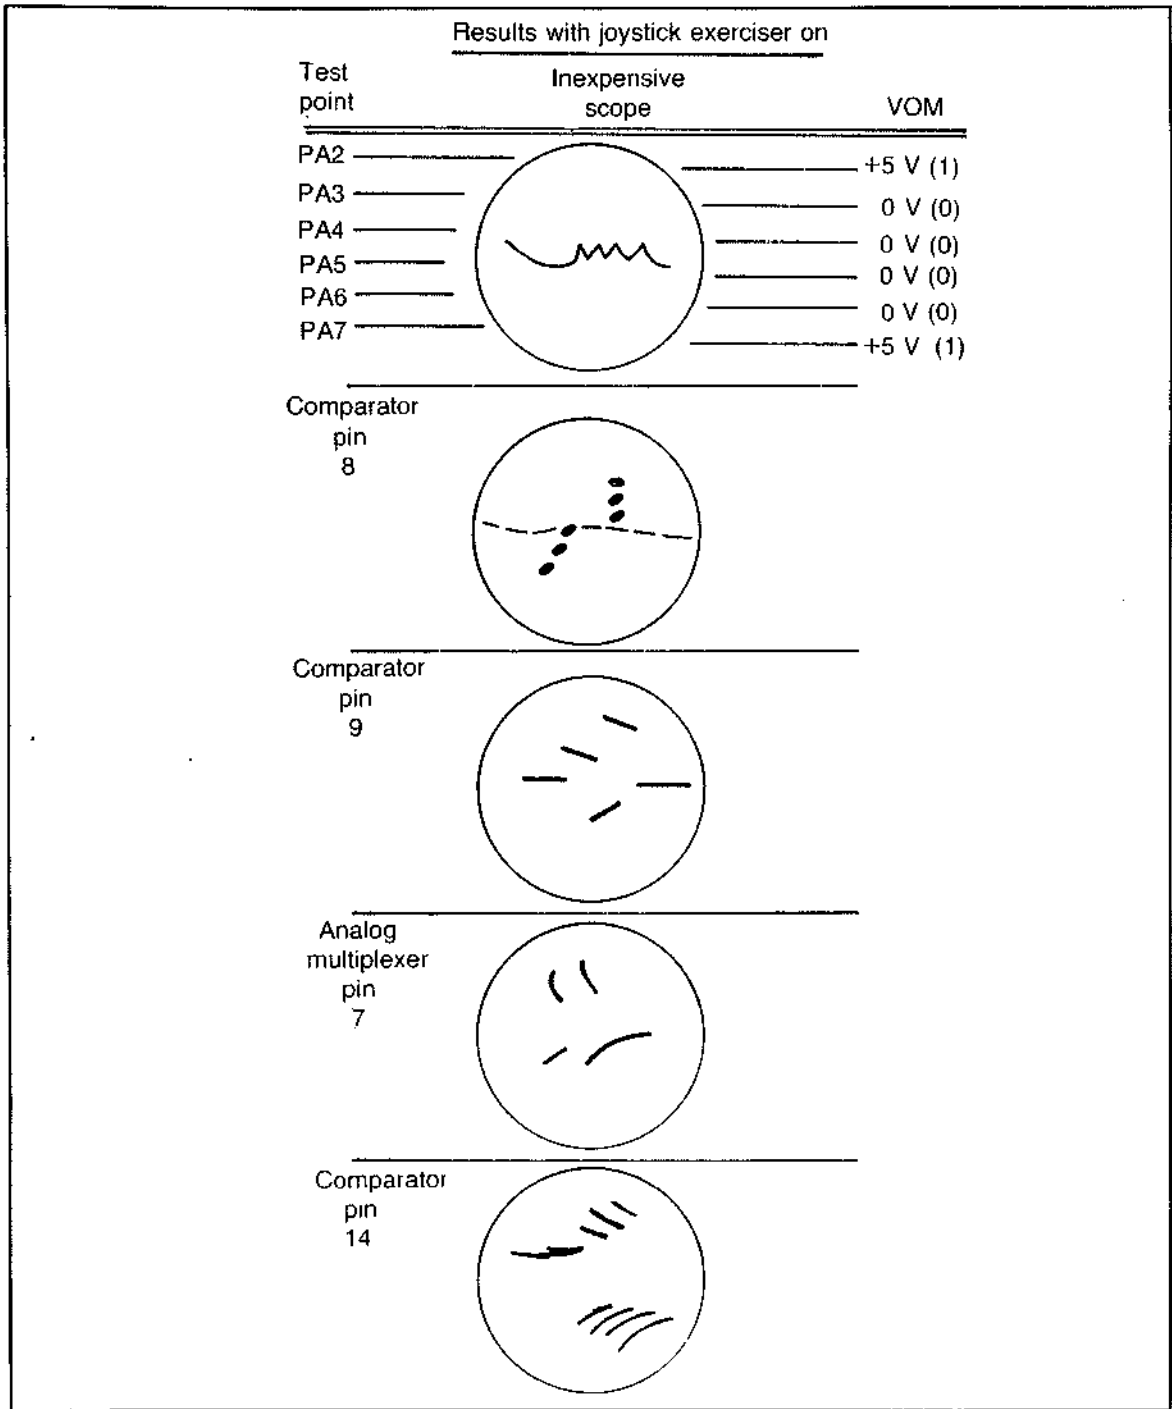 Results with joystick exerciser on
Test point
Inexpensive scope
VOM
PA2 +5 V (1)
PA3 0 V (0)
PA4 0 V (0)
PA5 0 V (0)
PA6 0 V (0)
PA7 +5 V (1)
Comparator
pin
8
Comparator
pin
9
Analog
multiplexer
pin
7
Comparator
pin
14